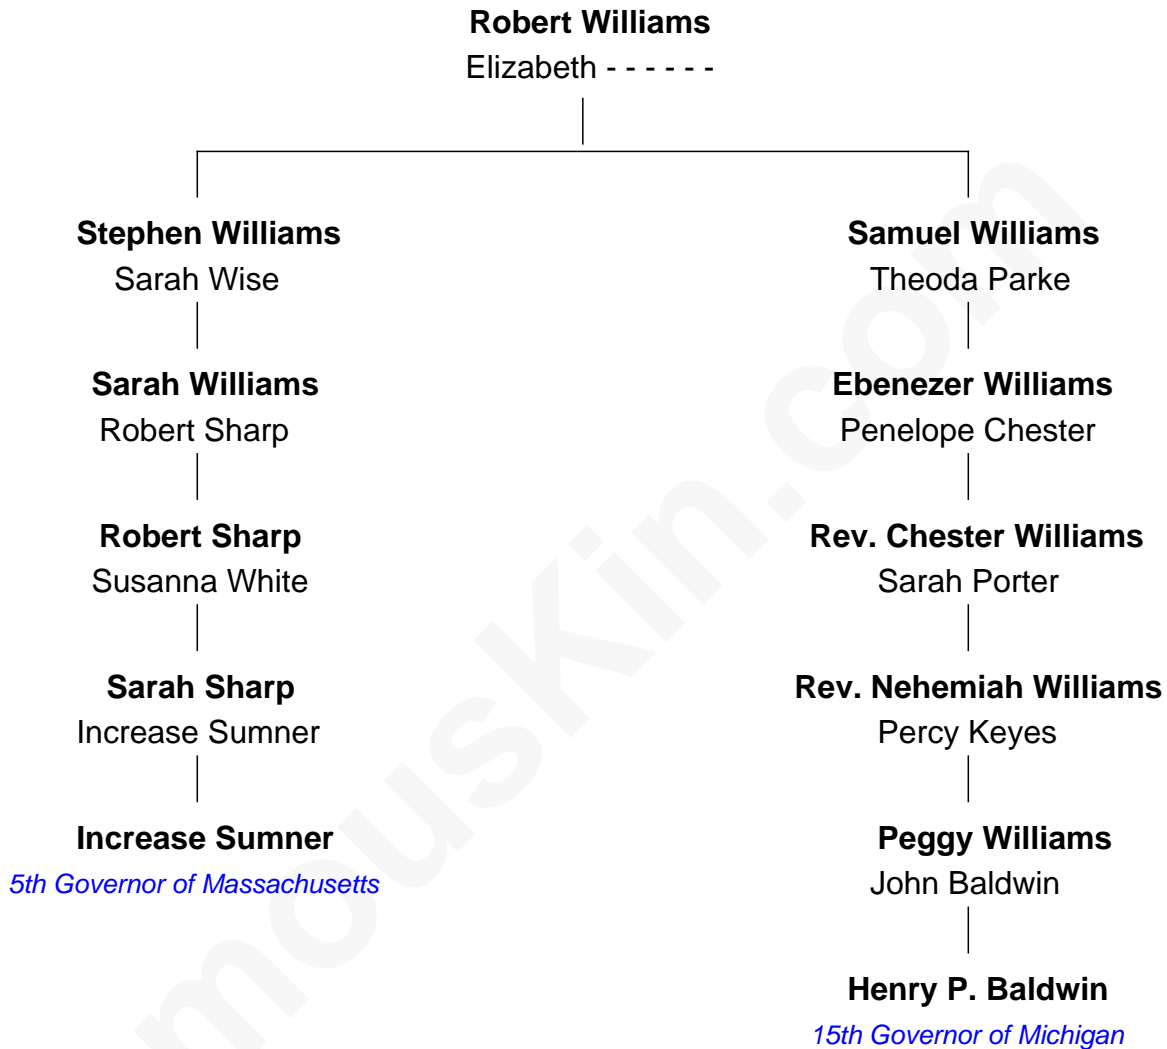 Robert Williams
Elizabeth - - - - - -
Stephen Williams
Sarah Wise
Sarah Williams
Robert Sharp
Robert Sharp
Susanna White
Sarah Sharp
Increase Sumner
Increase Sumner
5th Governor of Massachusetts
Samuel Williams
Theoda Parke
Ebenezer Williams
Penelope Chester
Rev. Chester Williams
Sarah Porter
Rev. Nehemiah Williams
Percy Keyes
Peggy Williams
John Baldwin
Henry P. Baldwin
15th Governor of Michigan
mouskin.com